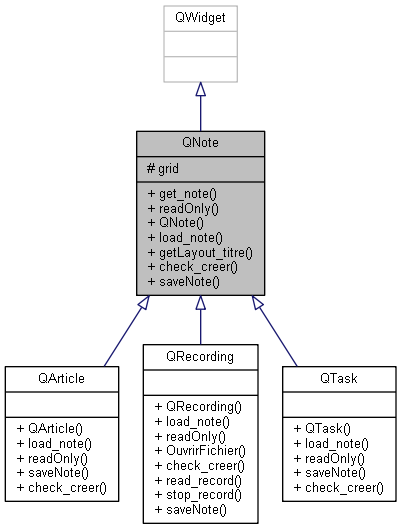 QWidget
QNote
# grid
+ get_note()
+ readOnly()
+ QNote()
+ load_note()
+ getLayout_titre()
+ check_creer()
+ saveNote()
QArticle
+ QArticle()
+ load_note()
+ readOnly()
+ saveNote()
+ check_creer()
QRecording
+ QRecording()
+ load_note()
+ readOnly()
+ OuvrirFichier()
+ check_creer()
+ read_record()
+ stop_record()
+ saveNote()
QTask
+ QTask()
+ load_note()
+ readOnly()
+ saveNote()
+ check_creer()